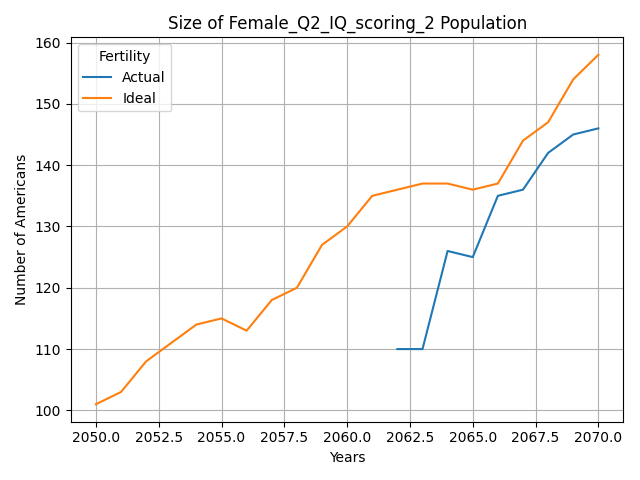 Size of Female_Q2_IQ_scoring_2 Population
Fertility
Actual
Ideal
160
150
140
130
120
110
100
Number of Americans
2050.0 2052.5 2055.0 2057.5 2060.0 2062.5 2065.0 2067.5 2070.0
Years